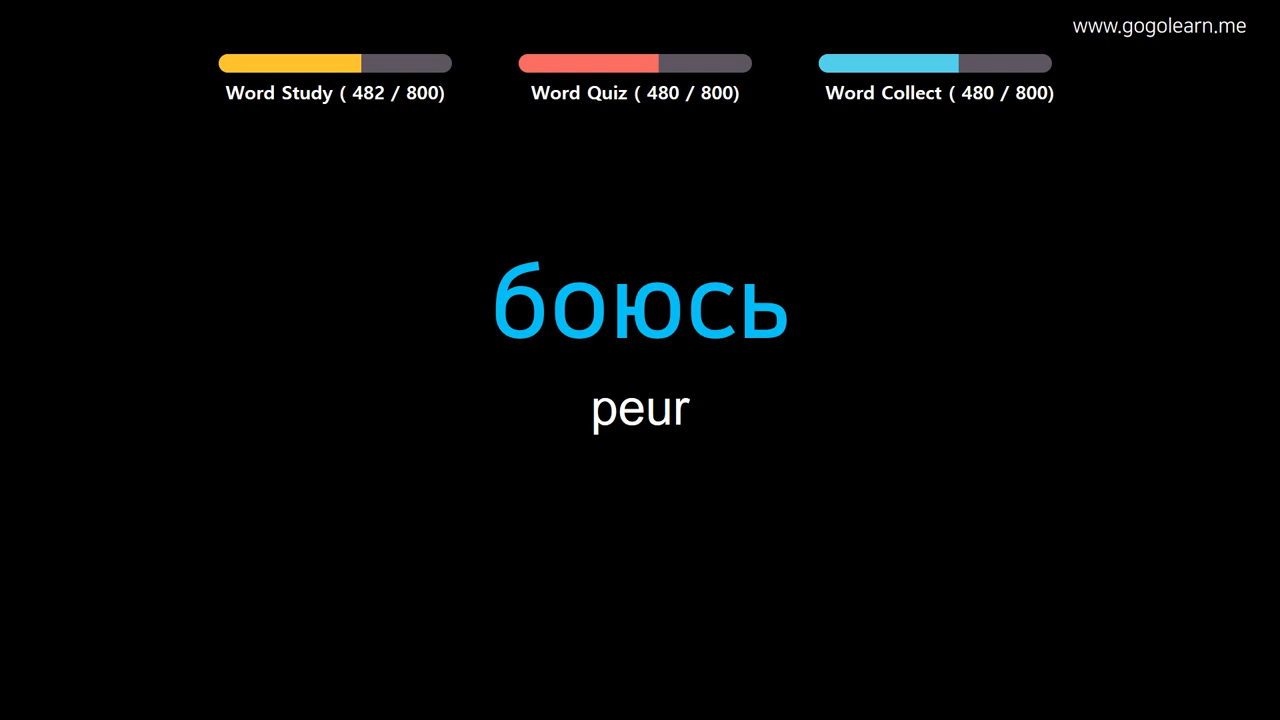 www.gogolearn.me
Word Study ( 482 / 800)
Word Quiz ( 480 / 800)
Word Collect ( 480 / 800)
боюсь
peur